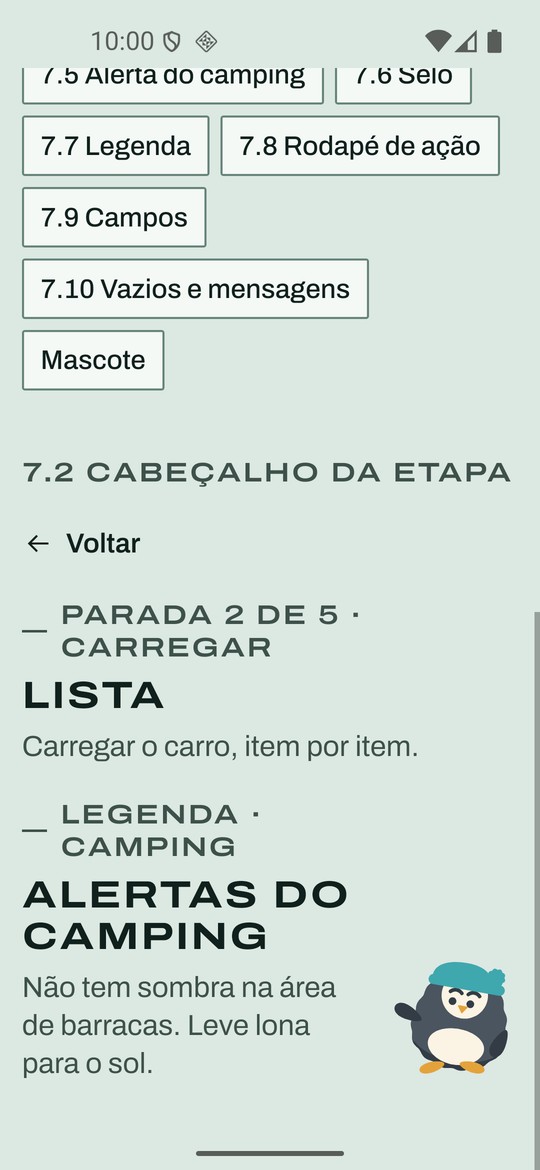 10:00
7.5 Alerta do camping
7.6 Selo
7.7 Legenda
7.8 Rodapé de ação
7.9 Campos
7.10 Vazios e mensagens
Mascote
7.2 CABEÇALHO DA ETAPA
← Voltar
— PARADA 2 DE 5 ·
CARREGAR
LISTA
Carregar o carro, item por item.
— LEGENDA ·
CAMPING
ALERTAS DO
CAMPING
Não tem sombra na área
de barracas. Leve lona
para o sol.